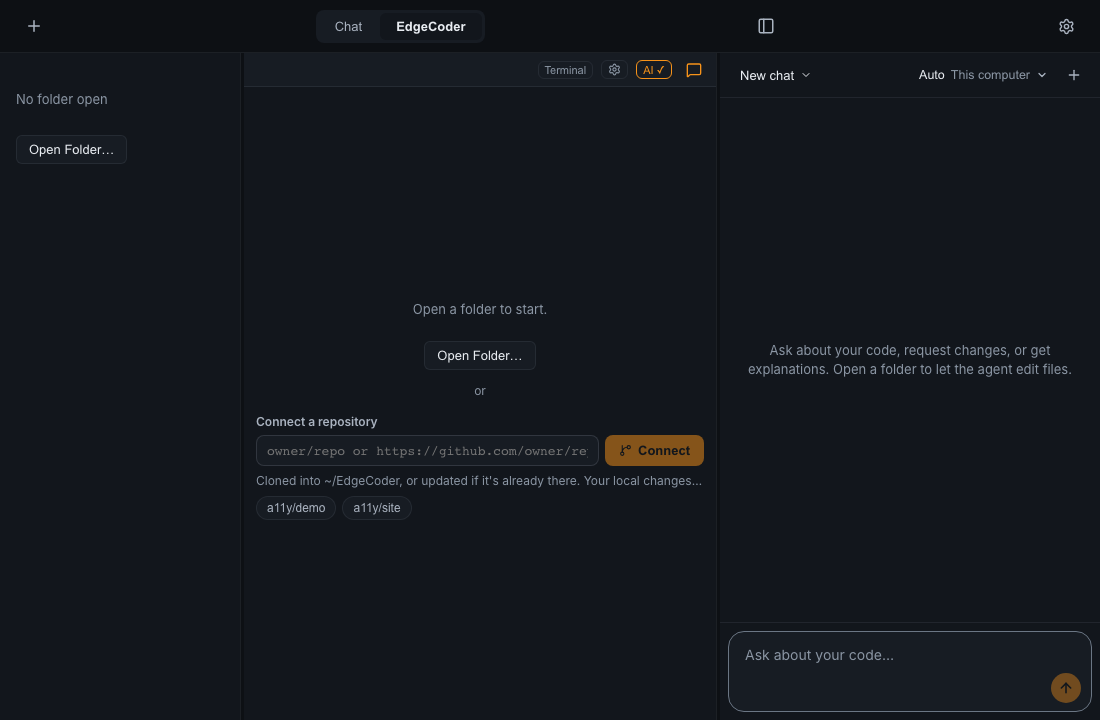 Chat
EdgeCoder
No folder open
Open Folder…
Terminal
AI ✓
Open a folder to start.
Open Folder…
or
Connect a repository
owner/repo or https://github.com/owner/re
Connect
Cloned into ~/EdgeCoder, or updated if it's already there. Your local changes…
a11y/demo
a11y/site
New chat
Auto This computer
Ask about your code, request changes, or get
explanations. Open a folder to let the agent edit files.
Ask about your code…